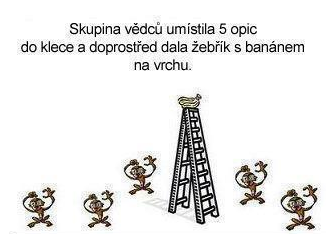 Skupina vědců umístila 5 opic
do klece a doprostřed dala žebřík s banánem
na vrchu.